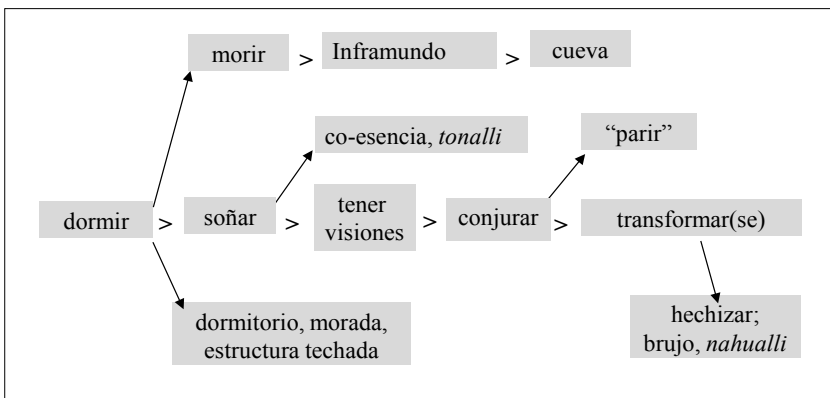 morir > Inframundo > cueva
co-esencia, tonalli
“parir”
dormir > soñar > tener visiones > conjurar > transformar(se)
dormitorio, morada,
estructura techada
hechizar;
brujo, nahualli